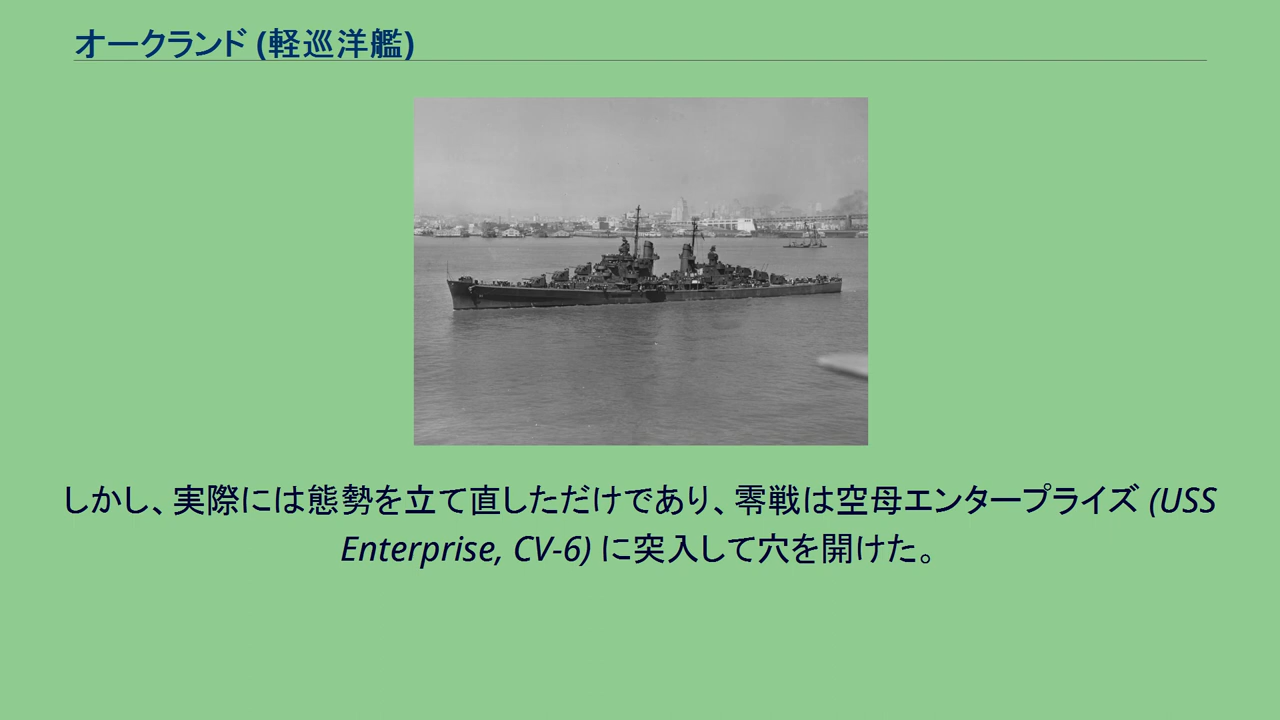 オークランド (軽巡洋艦)
しかし、実際には態勢を立て直しただけであり、零戦は空母エンタープライズ (USS
Enterprise, CV-6) に突入して穴を開けた。